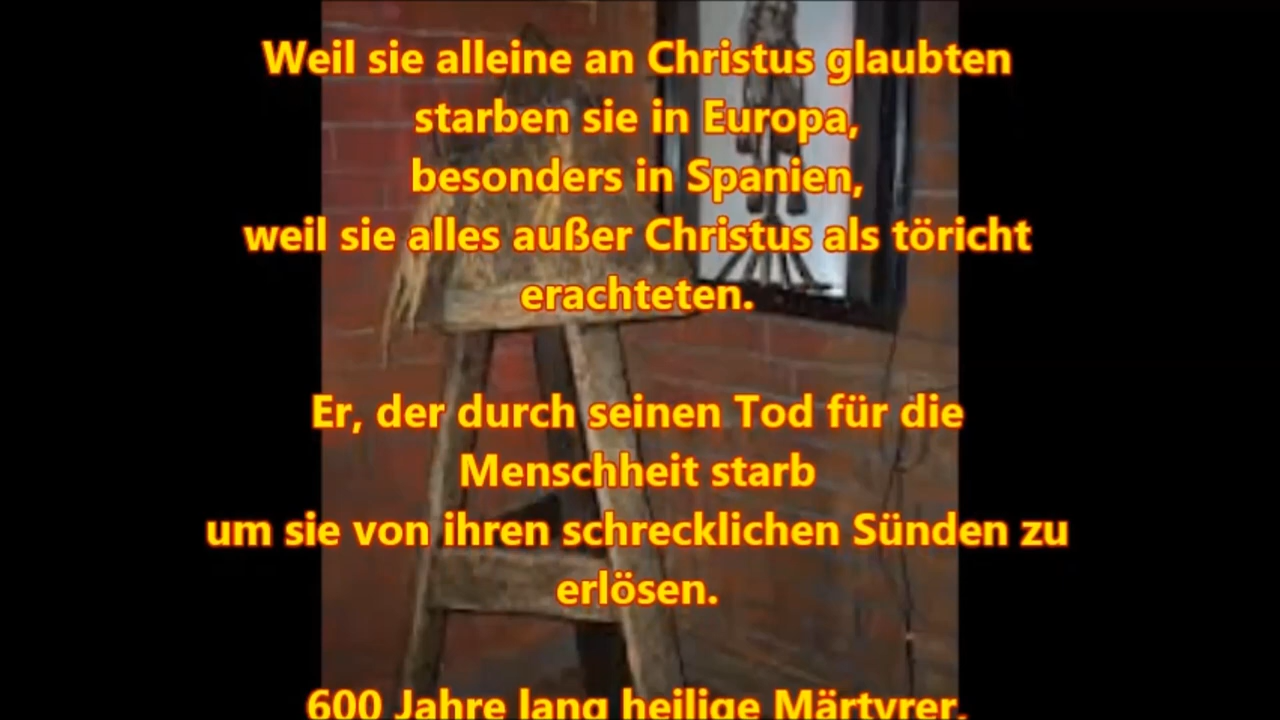 Weil sie alleine an Christus glaubten
starben sie in Europa,
besonders in Spanien,
weil sie alles außer Christus als töricht
erachteten.
Er, der durch seinen Tod für die
Menschheit starb
um sie von ihren schrecklichen Sünden zu
erlösen.
600 Jahre lang heilige Märtyrer,